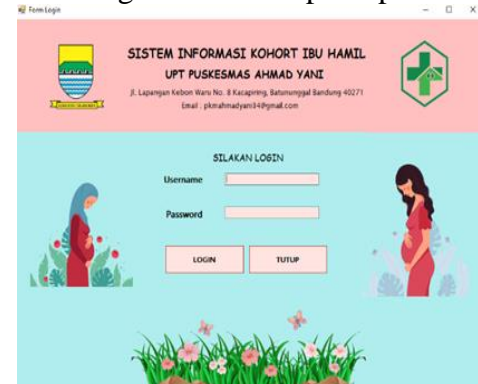 Form Login
SISTEM INFORMASI KOHORT IBU HAMIL
UPT PUSKESMAS AHMAD YANI
Jl. Lapangan Kebon Waru No. 8 Kacapiring, Batununggal Bandung 40271
Email : pkmahmadyani34@gmail.com
SILAKAN LOGIN
Username
Password
LOGIN TUTUP